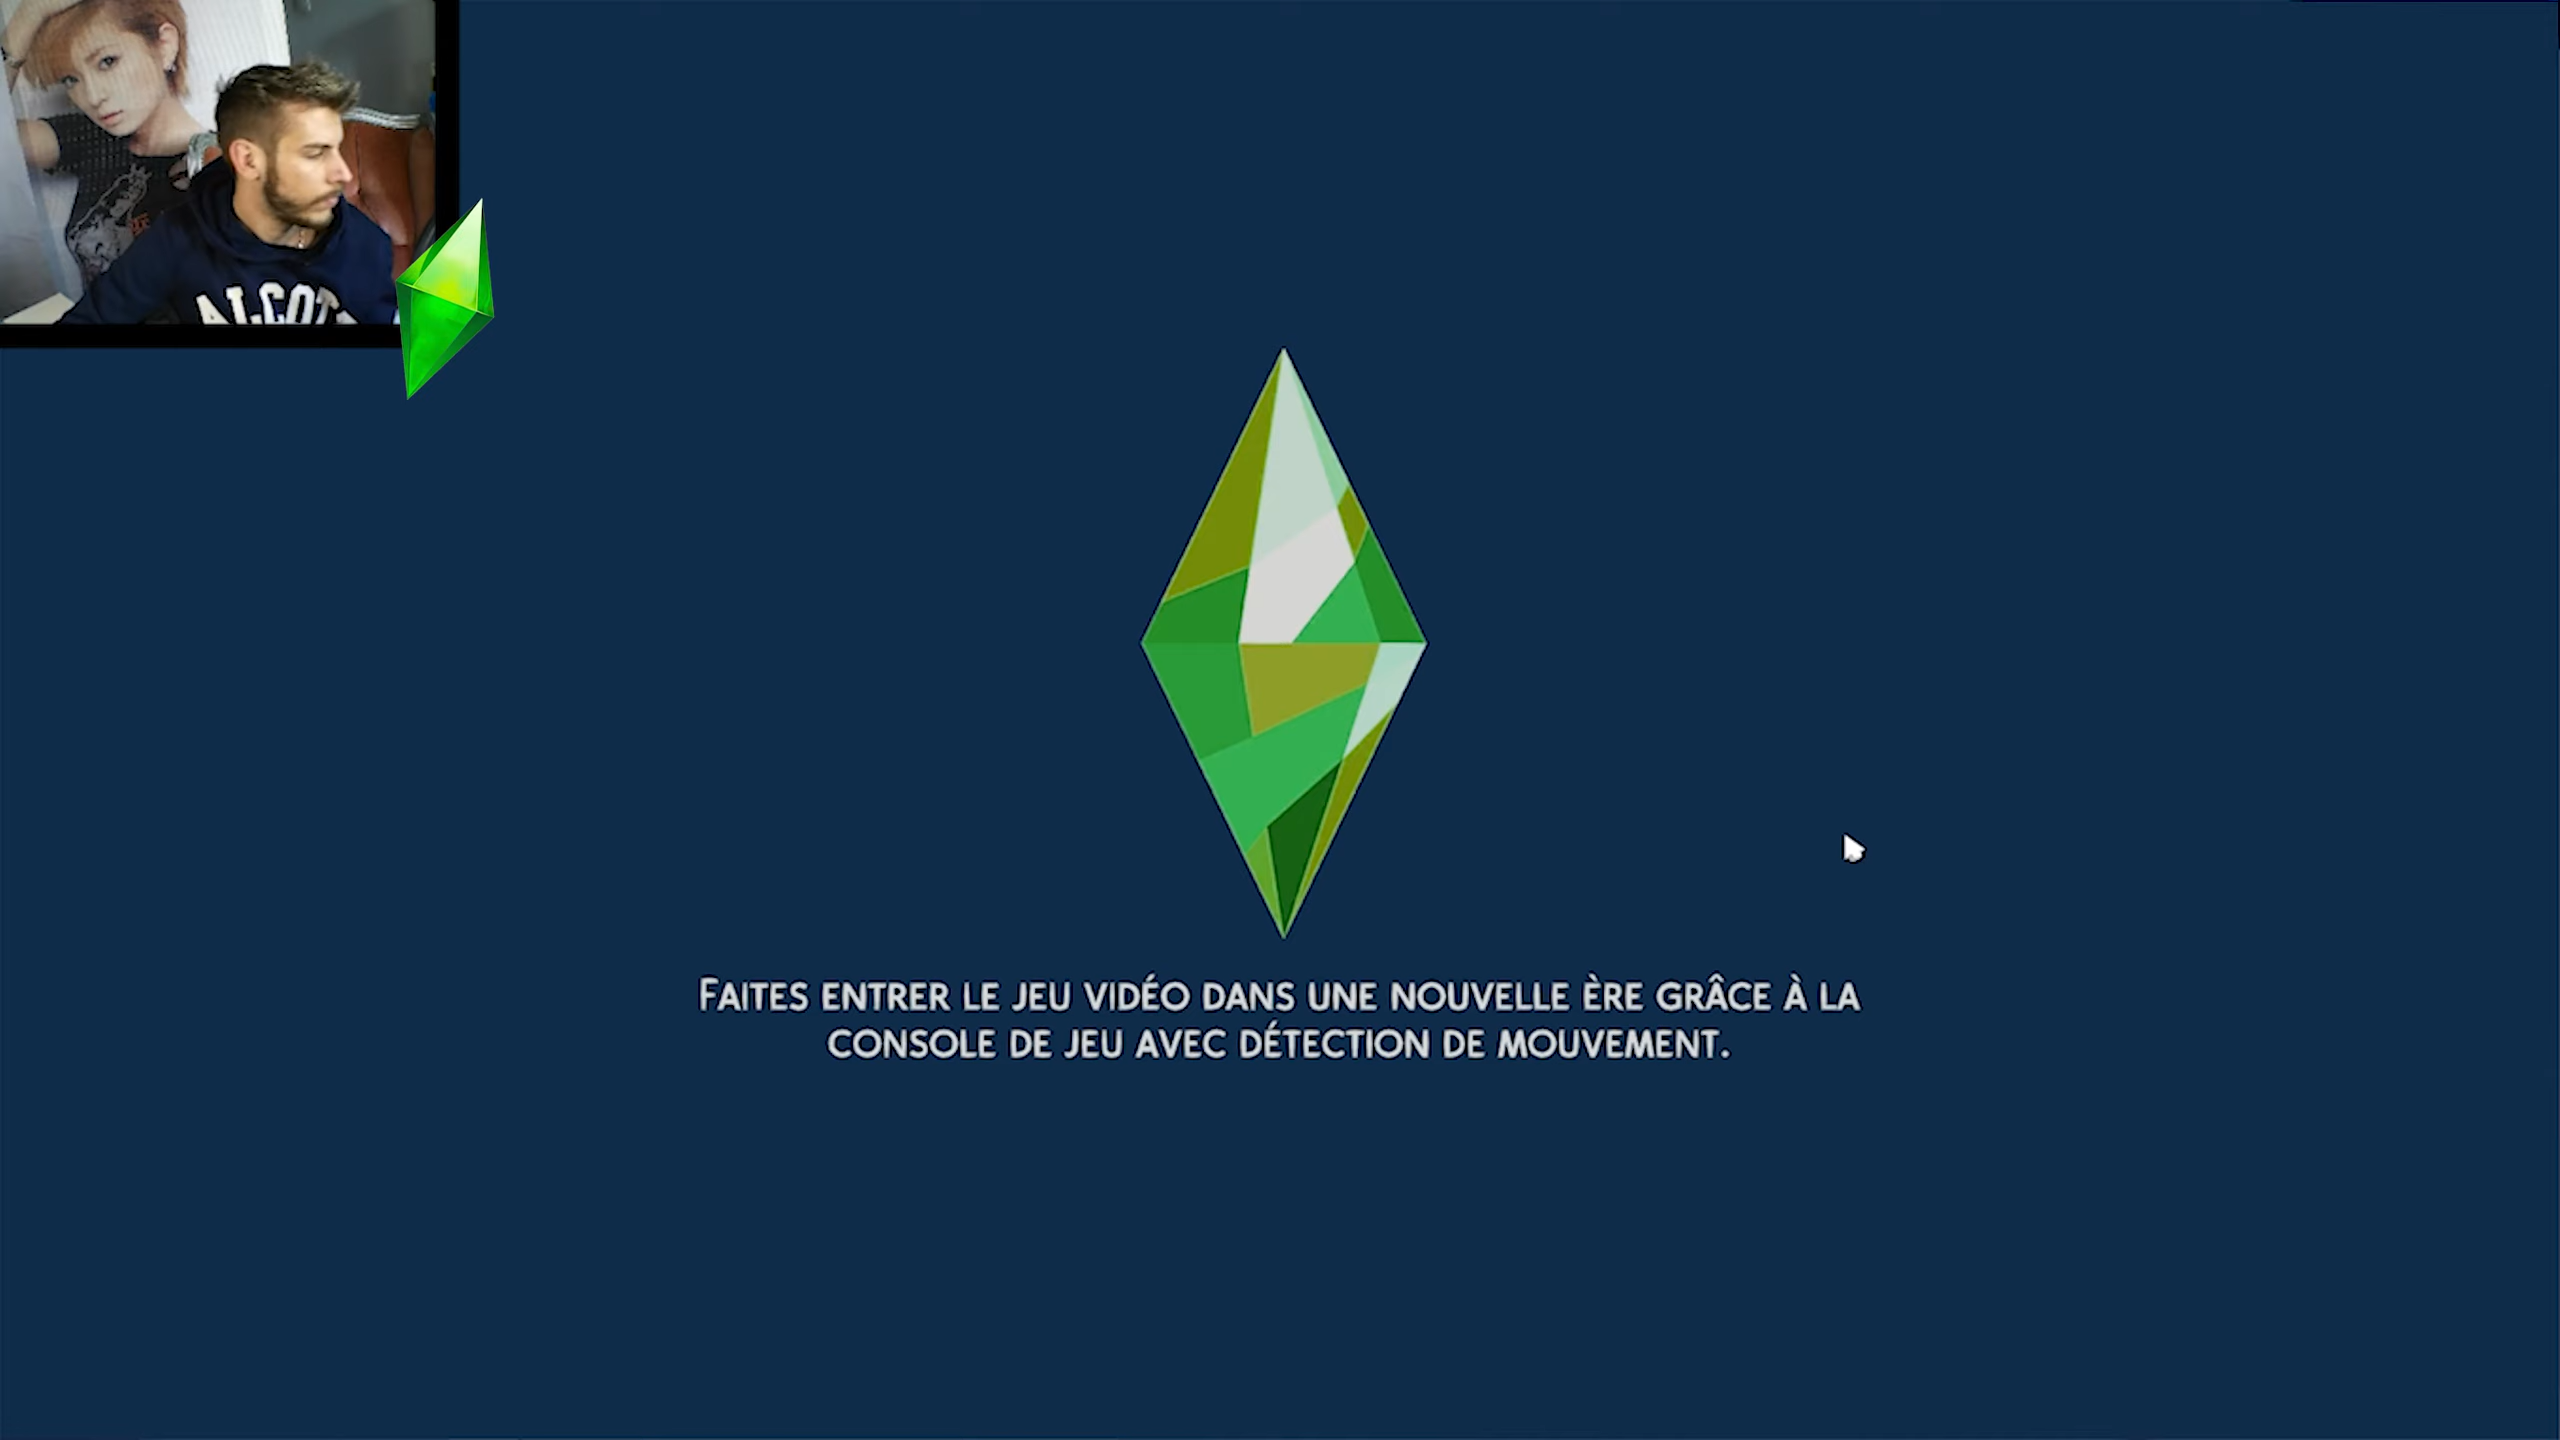 FAITES ENTRER LE JEU VIDÉO DANS UNE NOUVELLE ÈRE GRÂCE À LA
CONSOLE DE JEU AVEC DÉTECTION DE MOUVEMENT.